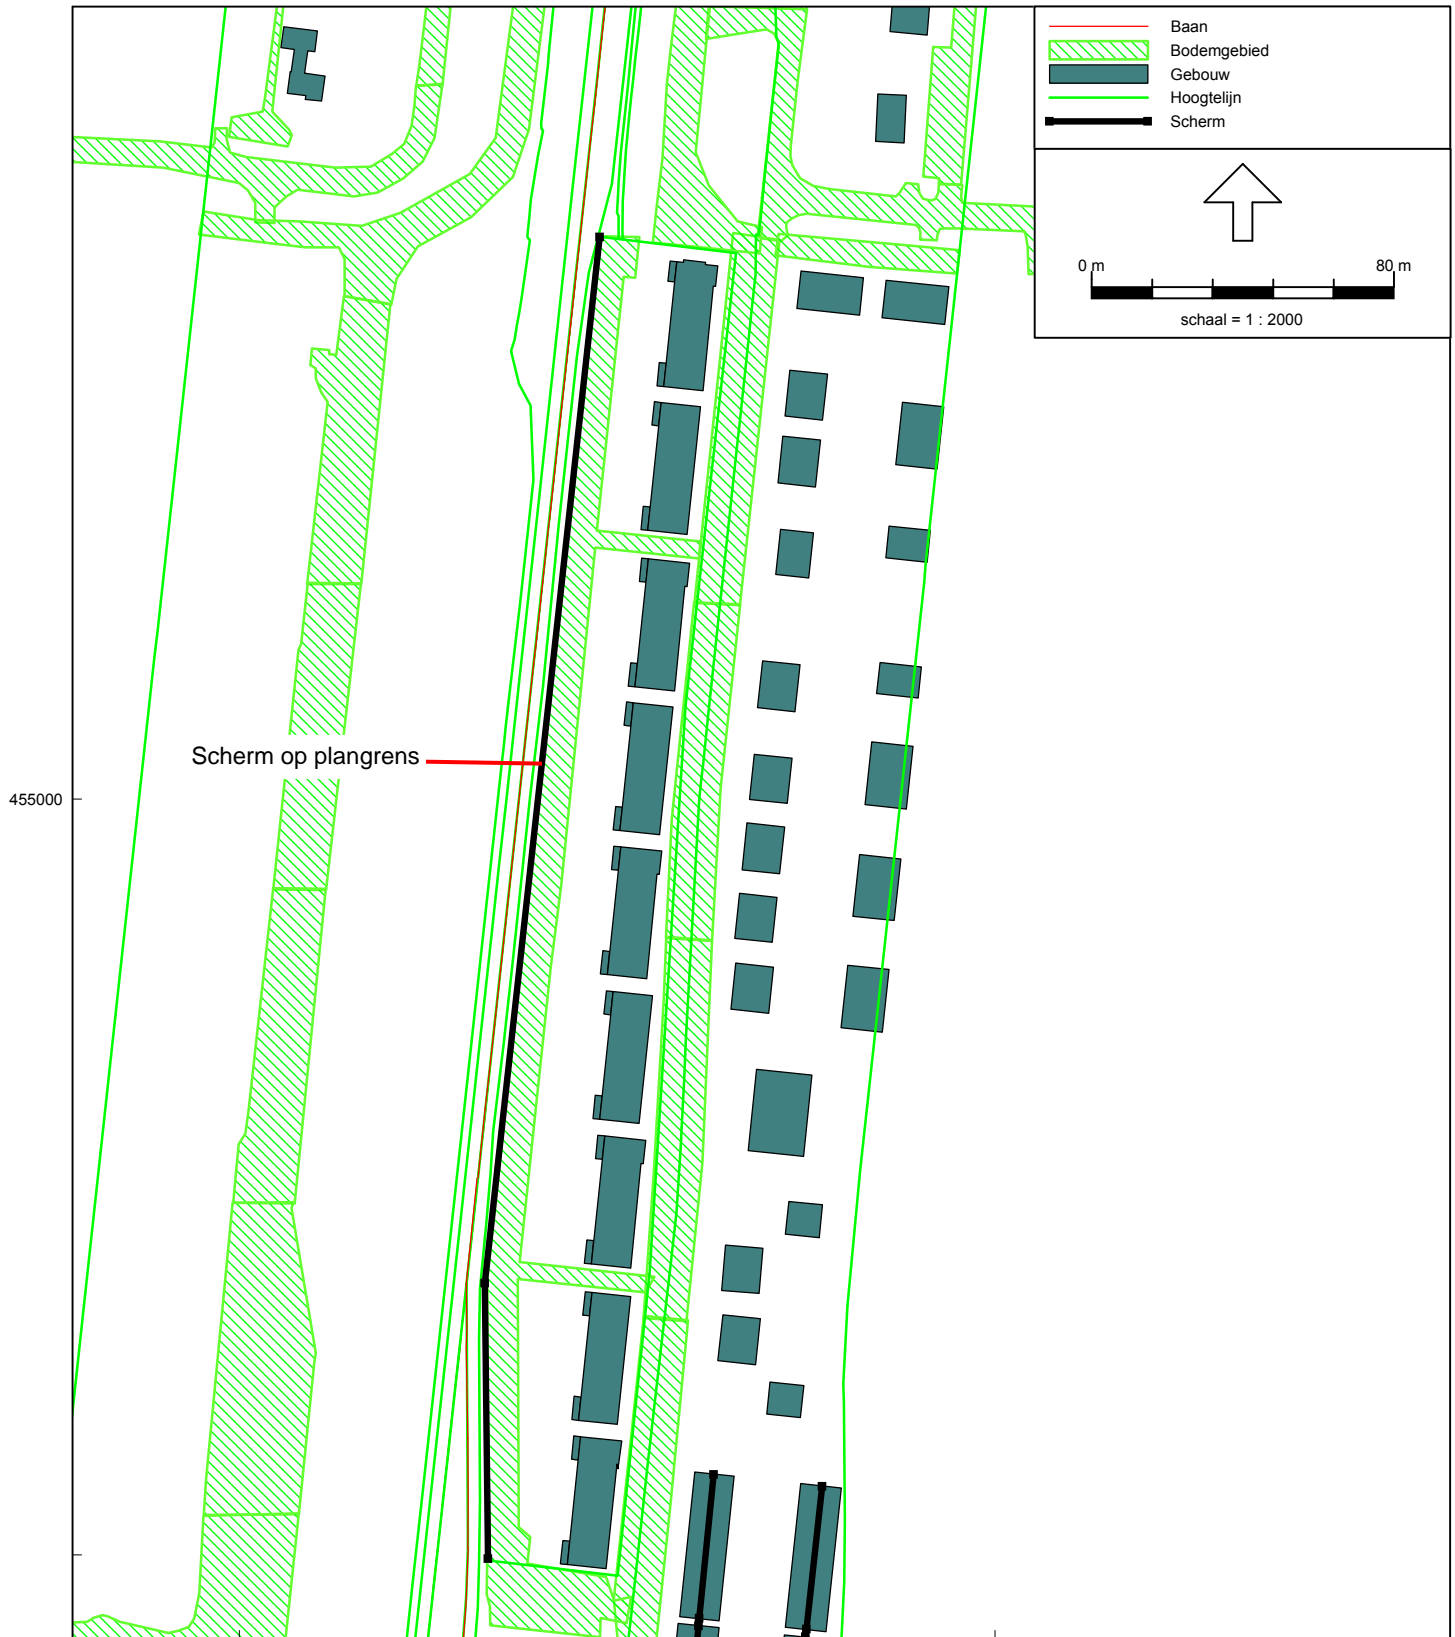 Baan
Bodemgebied
Gebouw
Hoogtelijn
Scherm
0 m 80 m
schaal = 1 : 2000
Scherm op plangrens
455000